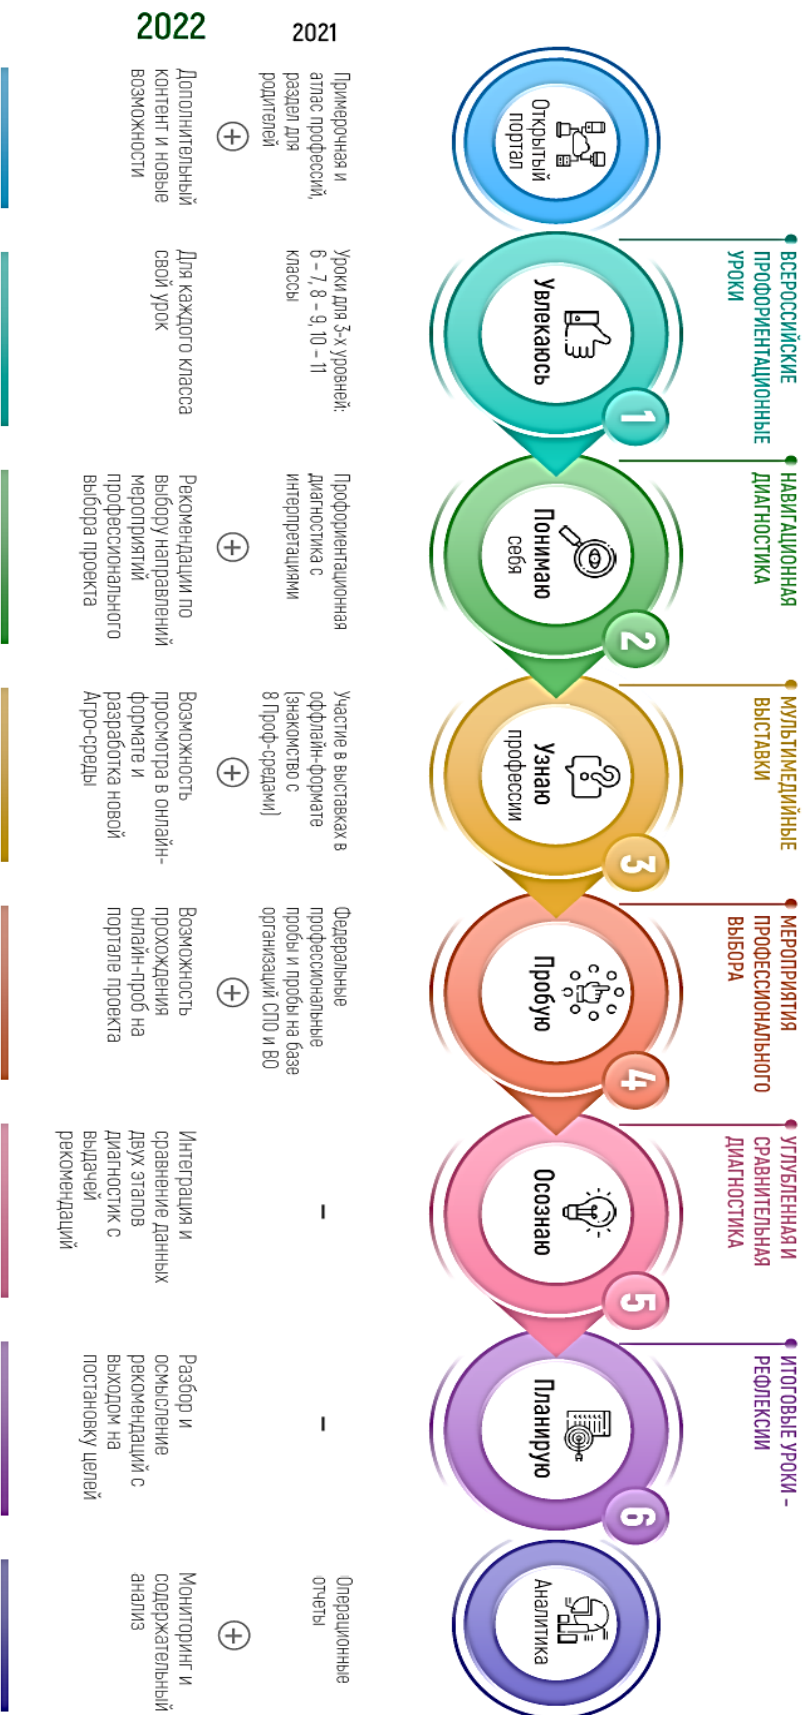 ВСЕРОССИЙСКИЕ
ПРОФОРИЕНТАЦИОННЫЕ
УРОКИ
НАВИГАЦИОННАЯ
ДИАГНОСТИКА
МУЛЬТИМЕДИЙНЫЕ
ВЫСТАВКИ
МЕРОПРИЯТИЯ
ПРОФЕССИОНАЛЬНОГО
ВЫБОРА
УГЛУБЛЕННАЯ И
СРАВНИТЕЛЬНАЯ
ДИАГНОСТИКА
ИТОГОВЫЕ УРОКИ –
РЕФЛЕКСИИ
Открытый
портал
Увлекаюсь
1
Понимаю
себя
2
Узнаю
профессии
3
Пробую
4
Осознаю
5
Планирую
6
Аналитика
2021
Примерочная и
атлас профессий,
раздел для
родителей
Уроки для 3-х уровней:
6 – 7, 8 – 9, 10 – 11
классы
Профориентационная
диагностика с
интерпретациями
Участие в выставках в
оффлайн-формате
(знакомство с
8 Проф-средами)
Федеральные
профессиональные
пробы и пробы на базе
организаций СПО и ВО
–
–
Операционные
отчеты
+
+
+
+
+
2022
Дополнительный
контент и новые
возможности
Для каждого класса
свой урок
Рекомендации по
выбору направлений
мероприятий
профессионального
выбора проекта
Возможность
просмотра в онлайн-
формате и
разработка новой
Агро-среды
Возможность
прохождения
онлайн-проб на
портале проекта
Интеграция и
сравнение данных
двух этапов
диагностик с
выдачей
рекомендаций
Разбор и
осмысление
рекомендаций с
выходом на
постановку целей
Мониторинг и
содержательный
анализ